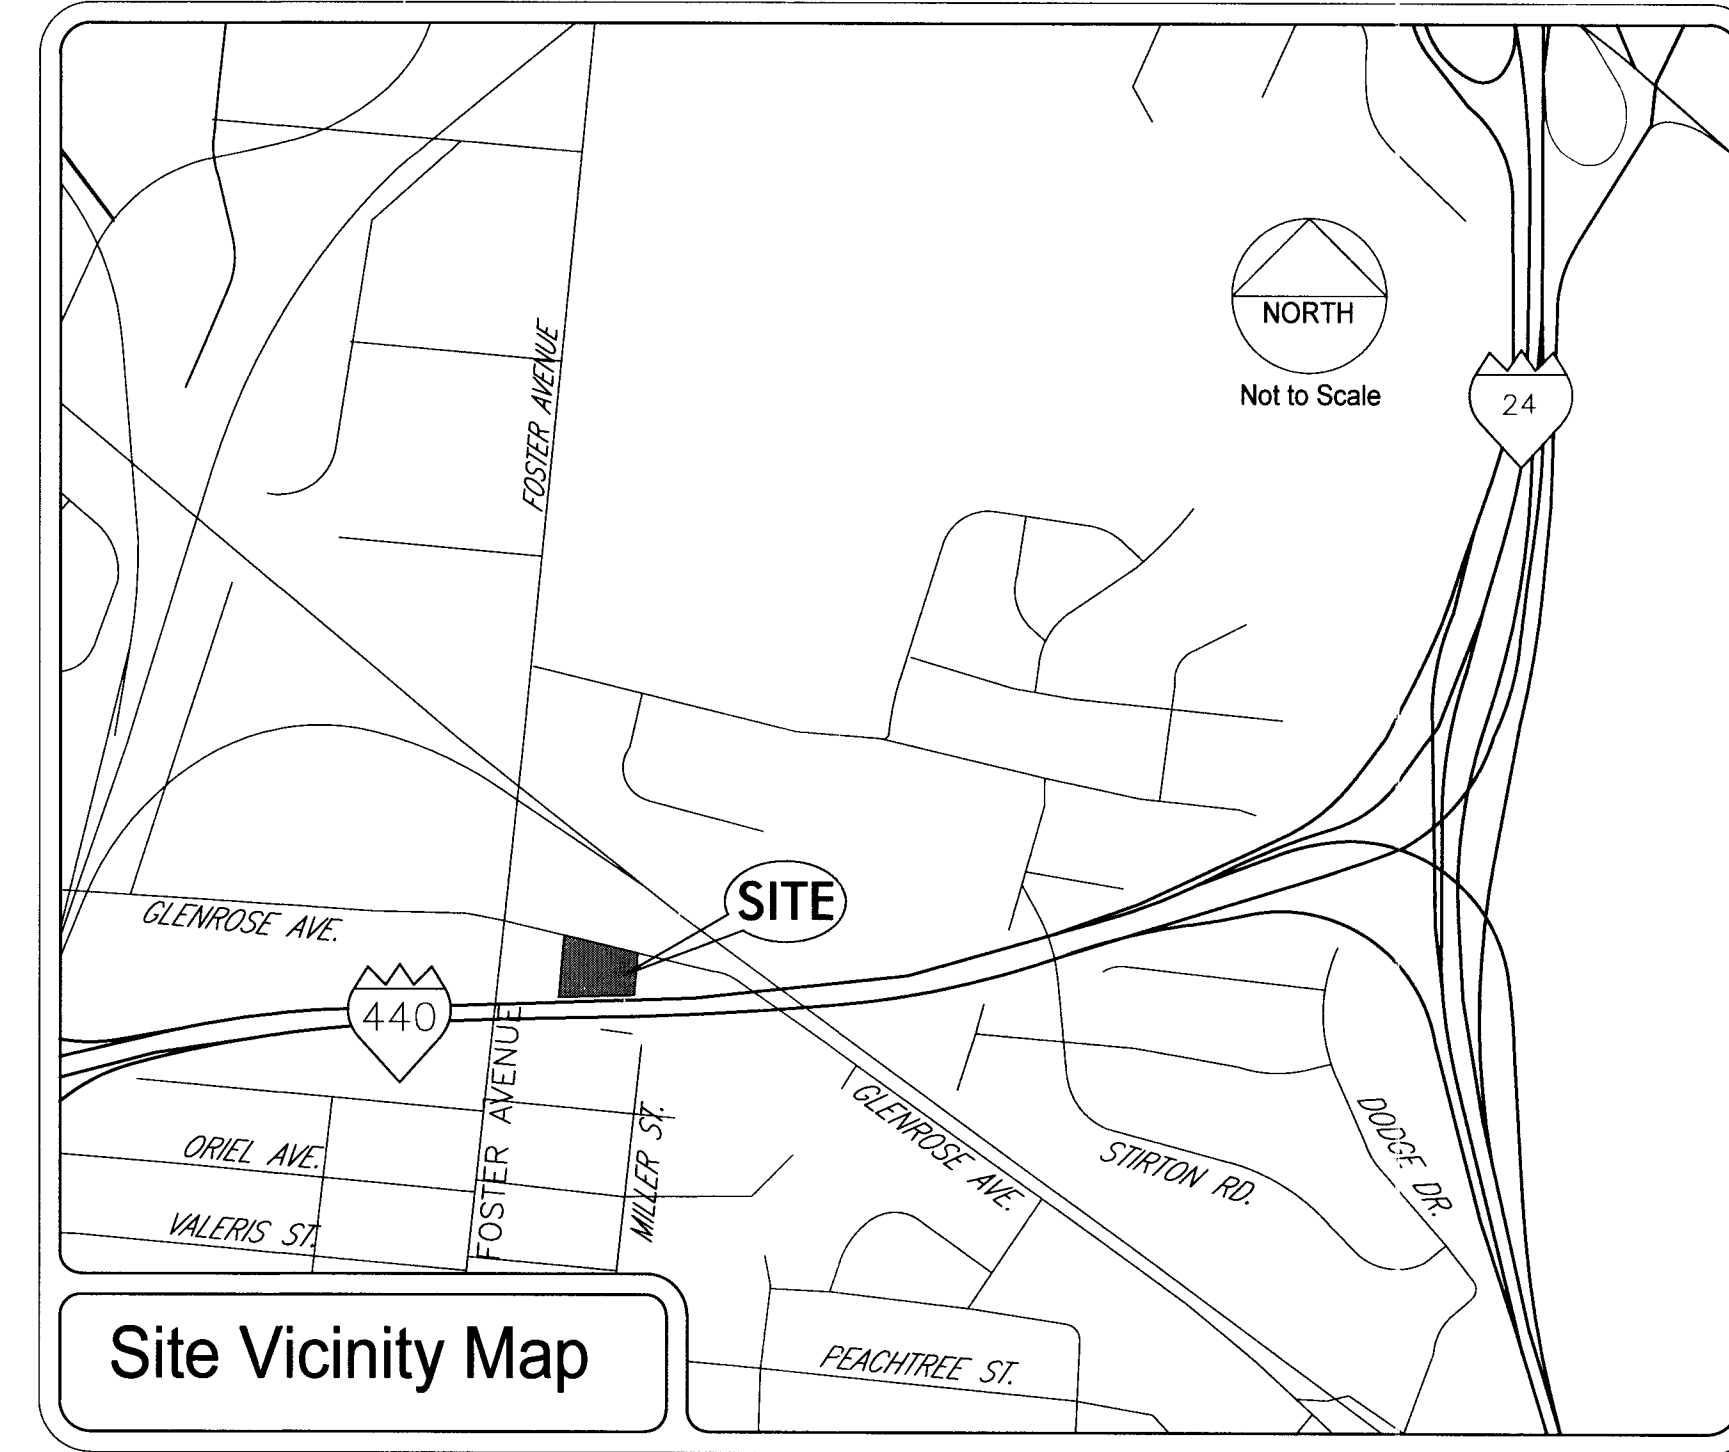 FOSTER AVENUE
NORTH
Not to Scale
24
SITE
GLENROSE AVE.
440
FOSTER AVENUE
MILLER ST.
GLENROSE AVE.
STIRTON RD.
DODGE DR.
ORIEL AVE.
VALERIS ST.
PEACHTREE ST.
Site Vicinity Map